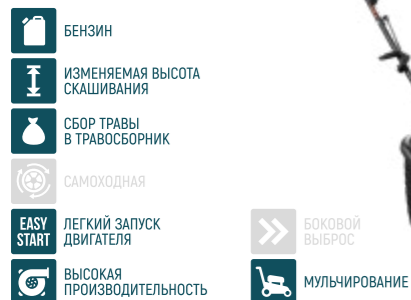 БЕНЗИН
ИЗМЕНЯЕМАЯ ВЫСОТА
СКАШИВАНИЯ
СБОР ТРАВЫ
В ТРАВОСБОРНИК
САМОХОДНАЯ
EASY
START
ЛЕГКИЙ ЗАПУСК
ДВИГАТЕЛЯ
БОКОВОЙ
ВЫБРОС
ВЫСОКАЯ
ПРОИЗВОДИТЕЛЬНОСТЬ
МУЛЬЧИРОВАНИЕ